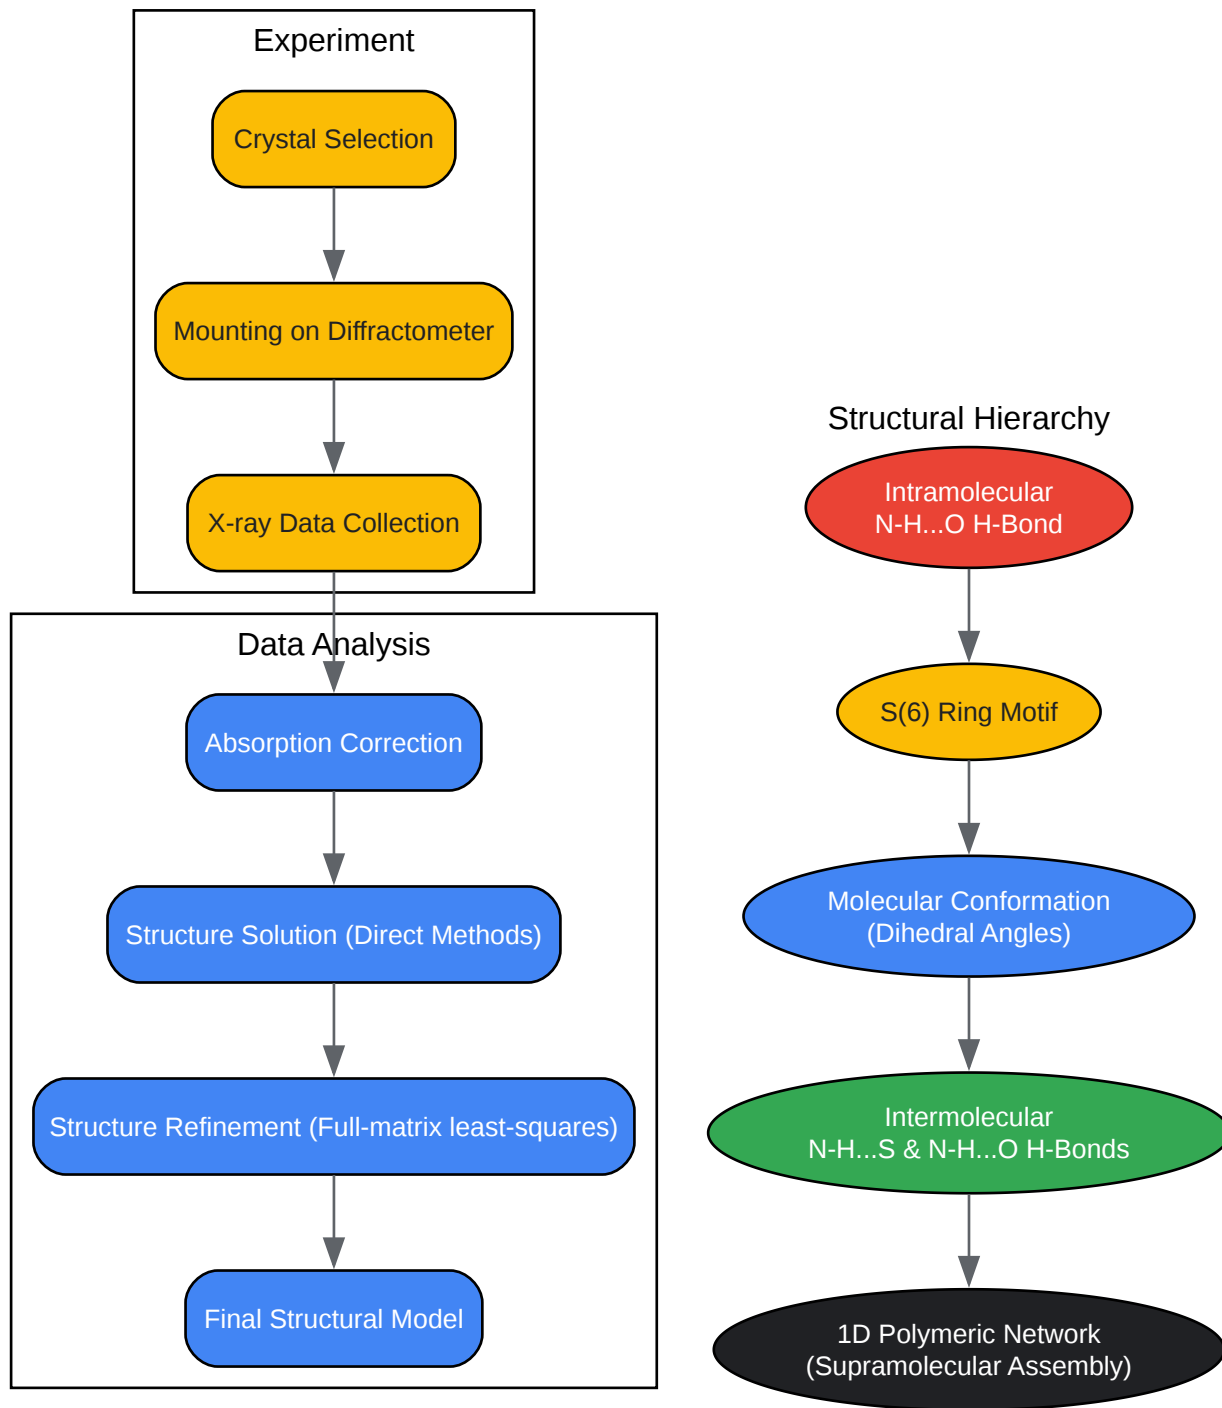 Experiment
Crystal Selection
Mounting on Diffractometer
X-ray Data Collection
Data Analysis
Absorption Correction
Structure Solution (Direct Methods)
Structure Refinement (Full-matrix least-squares)
Final Structural Model
Structural Hierarchy
Intramolecular
N-H...O H-Bond
S(6) Ring Motif
Molecular Conformation
(Dihedral Angles)
Intermolecular
N-H...S & N-H...O H-Bonds
1D Polymeric Network
(Supramolecular Assembly)